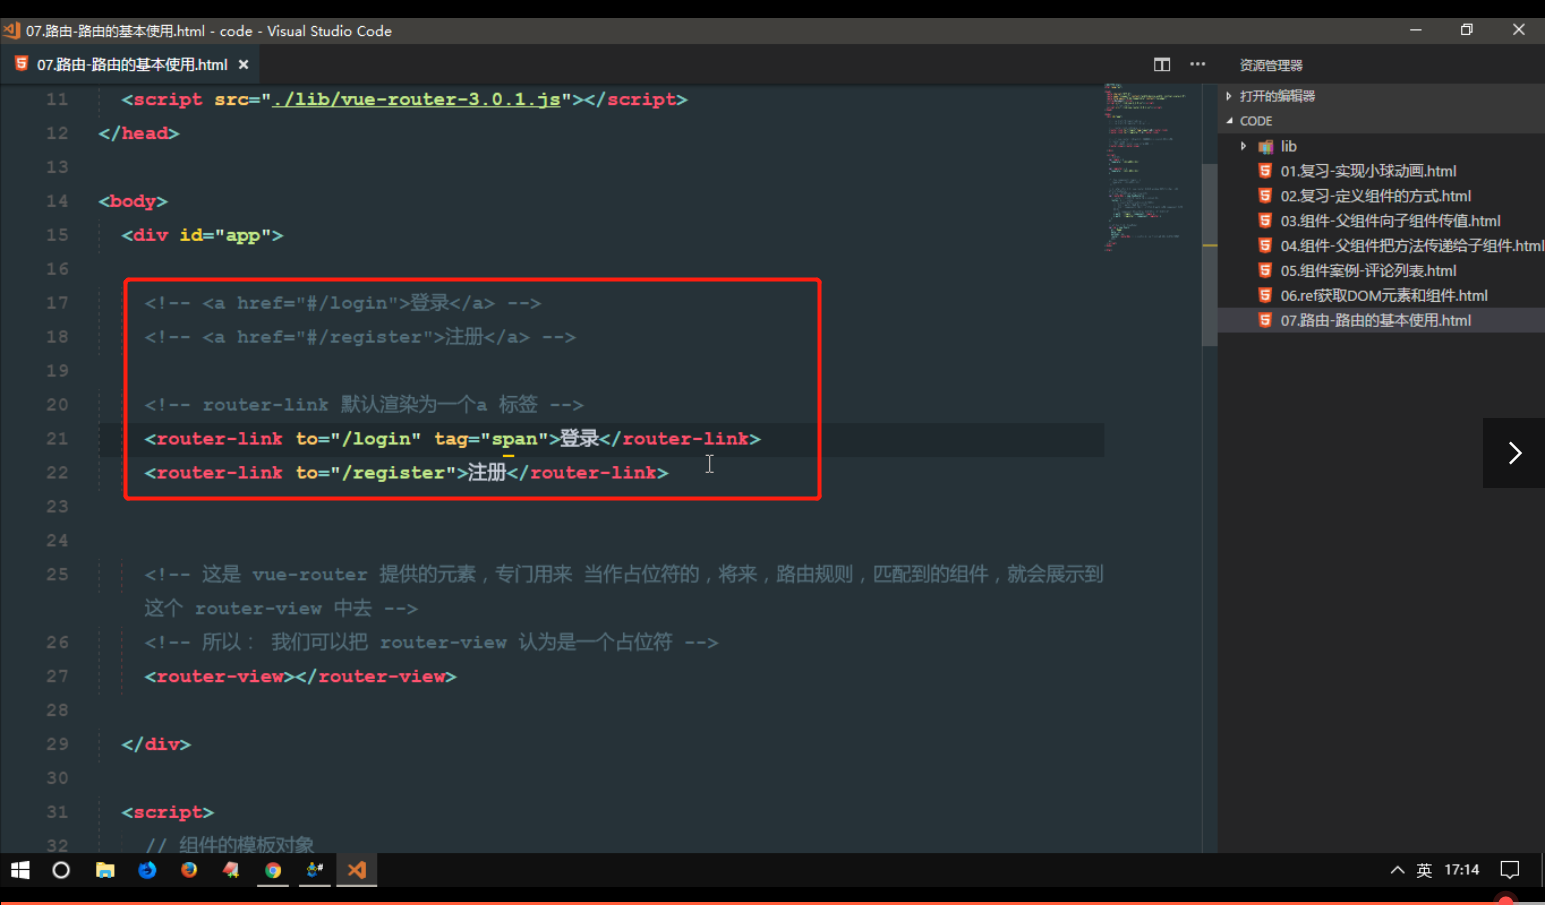 07.路由-路由的基本使用.html - code - Visual Studio Code
07.路由-路由的基本使用.html
资源管理器
11 <script src="./lib/vue-router-3.0.1.js"></script>
12 </head>
13
14 <body>
15 <div id="app">
16
17 <!-- <a href="#/login">登录</a> -->
18 <!-- <a href="#/register">注册</a> -->
19
20 <!-- router-link 默认渲染为一个a 标签 -->
21 <router-link to="/login" tag="span">登录</router-link>
22 <router-link to="/register">注册</router-link>
23
24
25 <!-- 这是 vue-router 提供的元素，专门用来 当作占位符的，将来，路由规则，匹配到的组件，就会展示到
这个 router-view 中去 -->
26 <!-- 所以： 我们可以把 router-view 认为是一个占位符 -->
27 <router-view></router-view>
28
29 </div>
30
31 <script>
32 // 组件的模板对象
打开的编辑器
CODE
lib
01.复习-实现小球动画.html
02.复习-定义组件的方式.html
03.组件-父组件向子组件传值.html
04.组件-父组件把方法传递给子组件.html
05.组件案例-评论列表.html
06.ref获取DOM元素和组件.html
07.路由-路由的基本使用.html
英 17:14